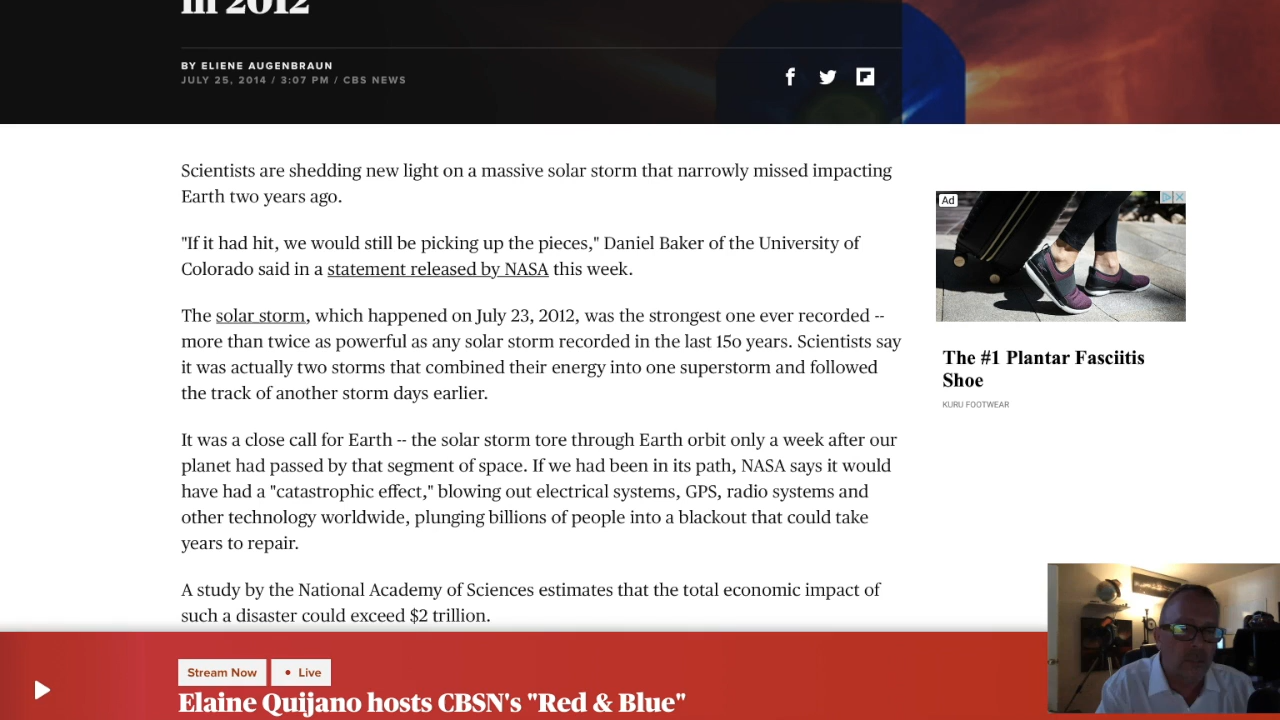 in 2012
BY ELIENE AUGENBRAUN
JULY 25, 2014 / 3:07 PM / CBS NEWS
Scientists are shedding new light on a massive solar storm that narrowly missed impacting
Earth two years ago.
"If it had hit, we would still be picking up the pieces," Daniel Baker of the University of
Colorado said in a statement released by NASA this week.
The solar storm, which happened on July 23, 2012, was the strongest one ever recorded --
more than twice as powerful as any solar storm recorded in the last 15o years. Scientists say
it was actually two storms that combined their energy into one superstorm and followed
the track of another storm days earlier.
It was a close call for Earth -- the solar storm tore through Earth orbit only a week after our
planet had passed by that segment of space. If we had been in its path, NASA says it would
have had a "catastrophic effect," blowing out electrical systems, GPS, radio systems and
other technology worldwide, plunging billions of people into a blackout that could take
years to repair.
A study by the National Academy of Sciences estimates that the total economic impact of
such a disaster could exceed $2 trillion.
Ad
The #1 Plantar Fasciitis
Shoe
KURU FOOTWEAR
Stream Now
• Live
Elaine Quijano hosts CBSN's "Red & Blue"